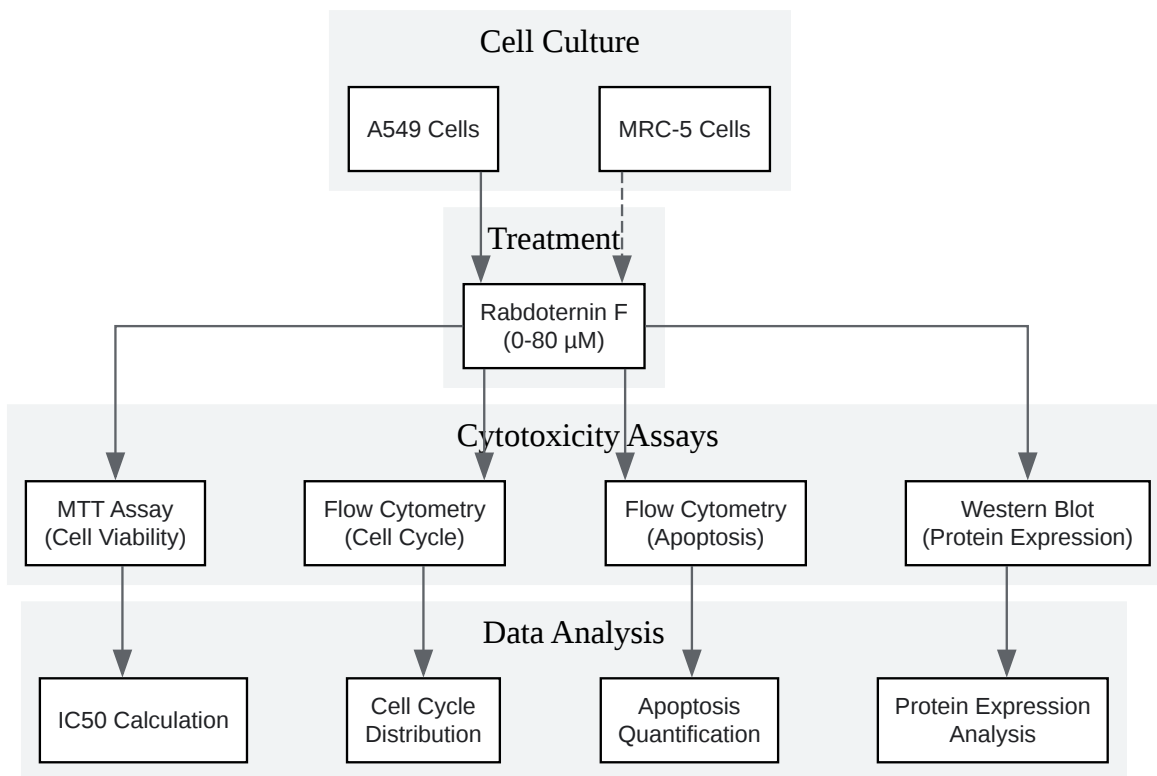 Cell Culture
A549 Cells
MRC-5 Cells
Treatment
Rabdoternin F
(0-80 µM)
Cytotoxicity Assays
MTT Assay
(Cell Viability)
Flow Cytometry
(Cell Cycle)
Flow Cytometry
(Apoptosis)
Western Blot
(Protein Expression)
Data Analysis
IC50 Calculation
Cell Cycle
Distribution
Apoptosis
Quantification
Protein Expression
Analysis